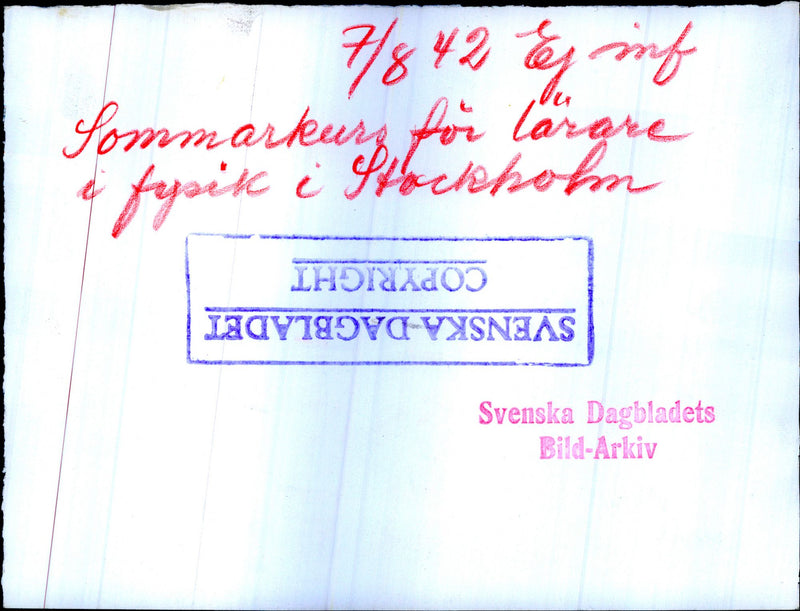 7/8 42 Ej inf
Sommarkurs för lärare
i fysik i Stockholm
SVENSKA DAGBLADET
COPYRIGHT
Svenska Dagbladets
Bild-Arkiv